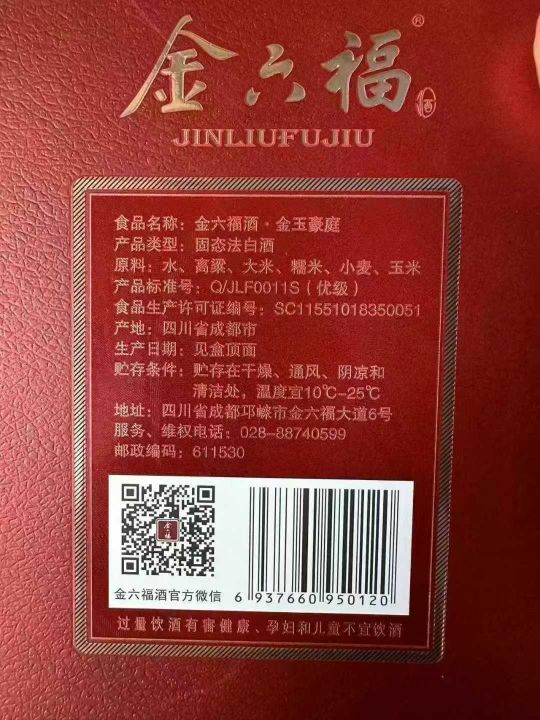 金六福®
酒
JINLIUFUJIU
食品名称：金六福酒·金玉豪庭
产品类型：固态法白酒
原料：水、高粱、大米、糯米、小麦、玉米
产品标准号：Q/JLF0011S（优级）
食品生产许可证编号：SC11551018350051
产地：四川省成都市
生产日期：见盒顶面
贮存条件：贮存在干燥、通风、阴凉和
清洁处，温度宜10℃-25℃
地址：四川省成都邛崃市金六福大道6号
服务、维权电话：028-88740599
邮政编码：611530
金六福
金六福酒官方微信
6 937660 950120
过量饮酒有害健康、孕妇和儿童不宜饮酒